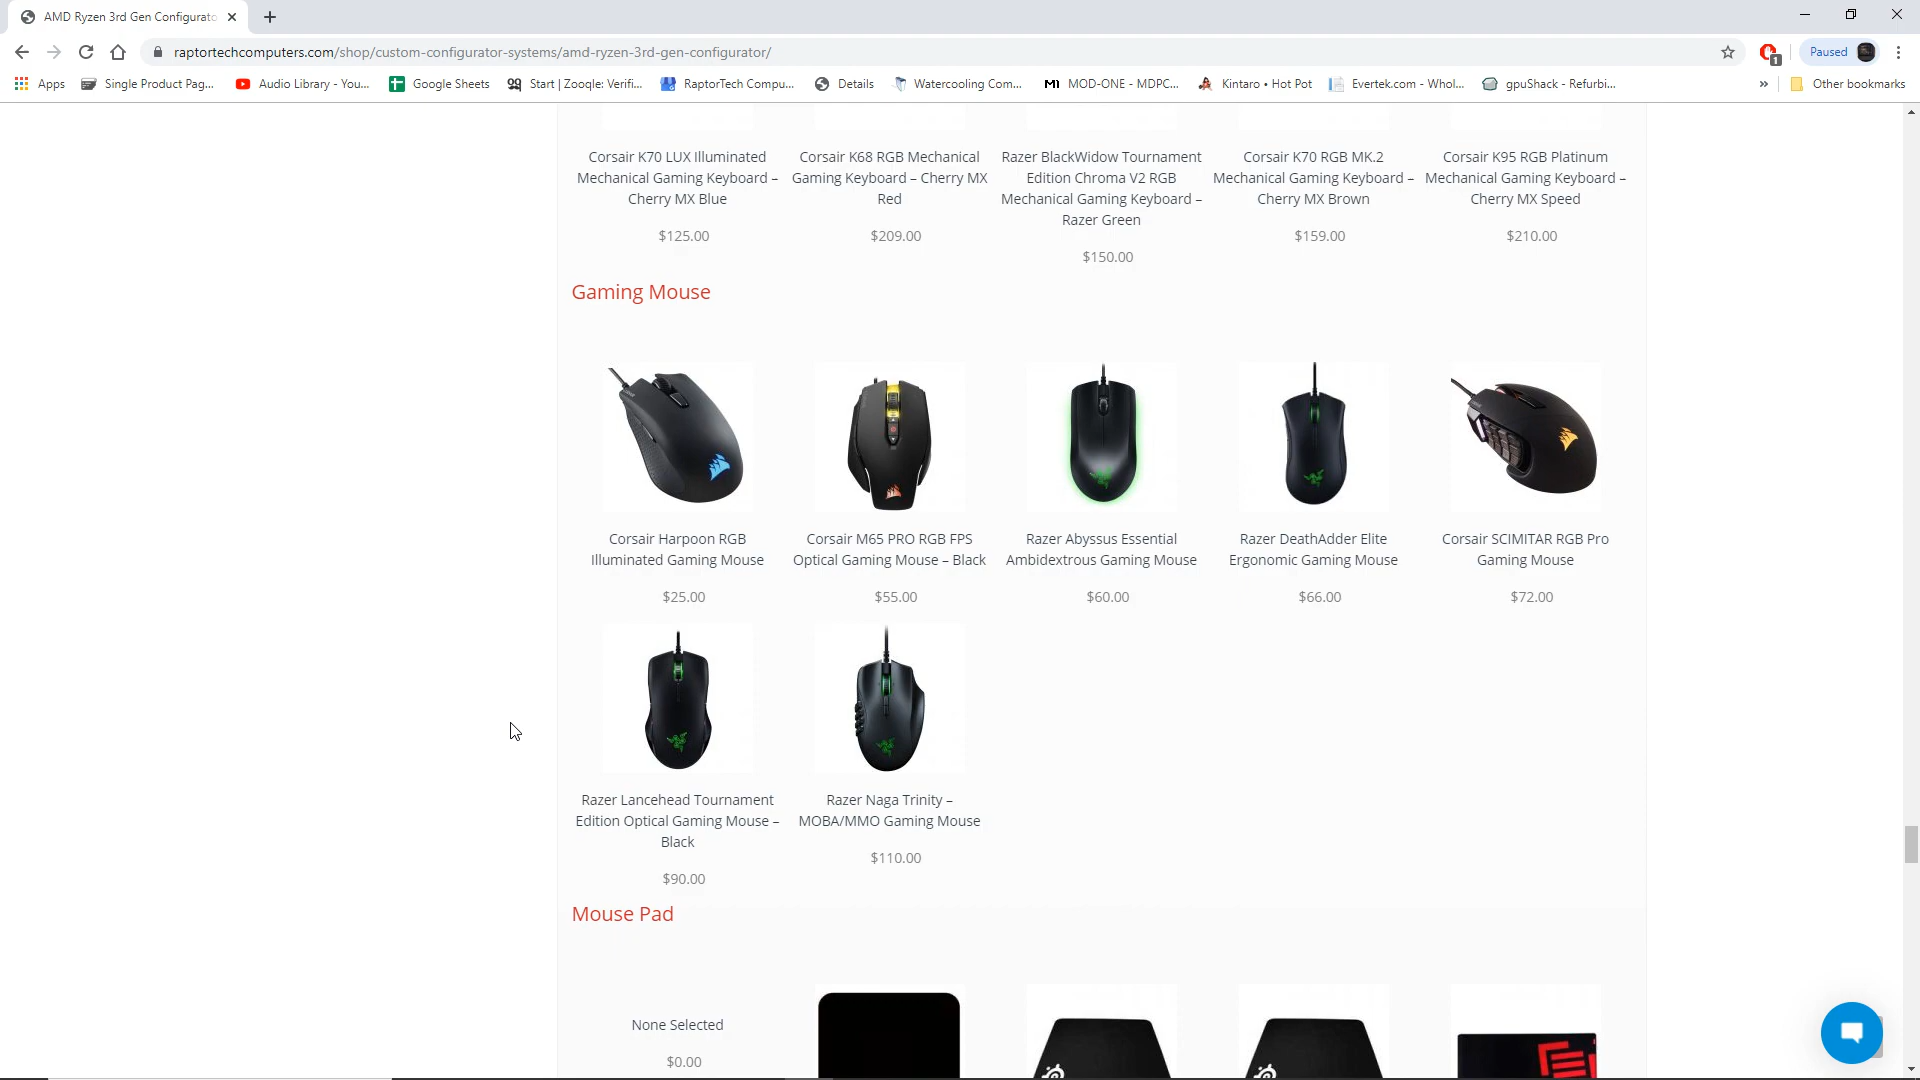 AMD Ryzen 3rd Gen Configurato
raptortechcomputers.com/shop/custom-configurator-systems/amd-ryzen-3rd-gen-configurator/
1
Paused
Apps
Single Product Pag...
Audio Library - You...
Google Sheets
Start | Zooqle: Verifi...
RaptorTech Compu...
Details
Watercooling Com...
M1
MOD-ONE - MDPC...
Kintaro • Hot Pot
Evertek.com - Whol...
gpuShack - Refurbi...
»
Other bookmarks
Corsair K70 LUX Illuminated
Mechanical Gaming Keyboard –
Cherry MX Blue
$125.00
Corsair K68 RGB Mechanical
Gaming Keyboard – Cherry MX
Red
$209.00
Razer BlackWidow Tournament
Edition Chroma V2 RGB
Mechanical Gaming Keyboard –
Razer Green
$150.00
Corsair K70 RGB MK.2
Mechanical Gaming Keyboard –
Cherry MX Brown
$159.00
Corsair K95 RGB Platinum
Mechanical Gaming Keyboard –
Cherry MX Speed
$210.00
Gaming Mouse
Corsair Harpoon RGB
Illuminated Gaming Mouse
$25.00
Corsair M65 PRO RGB FPS
Optical Gaming Mouse – Black
$55.00
Razer Abyssus Essential
Ambidextrous Gaming Mouse
$60.00
Razer DeathAdder Elite
Ergonomic Gaming Mouse
$66.00
Corsair SCIMITAR RGB Pro
Gaming Mouse
$72.00
Razer Lancehead Tournament
Edition Optical Gaming Mouse –
Black
$90.00
Razer Naga Trinity –
MOBA/MMO Gaming Mouse
$110.00
Mouse Pad
None Selected
$0.00